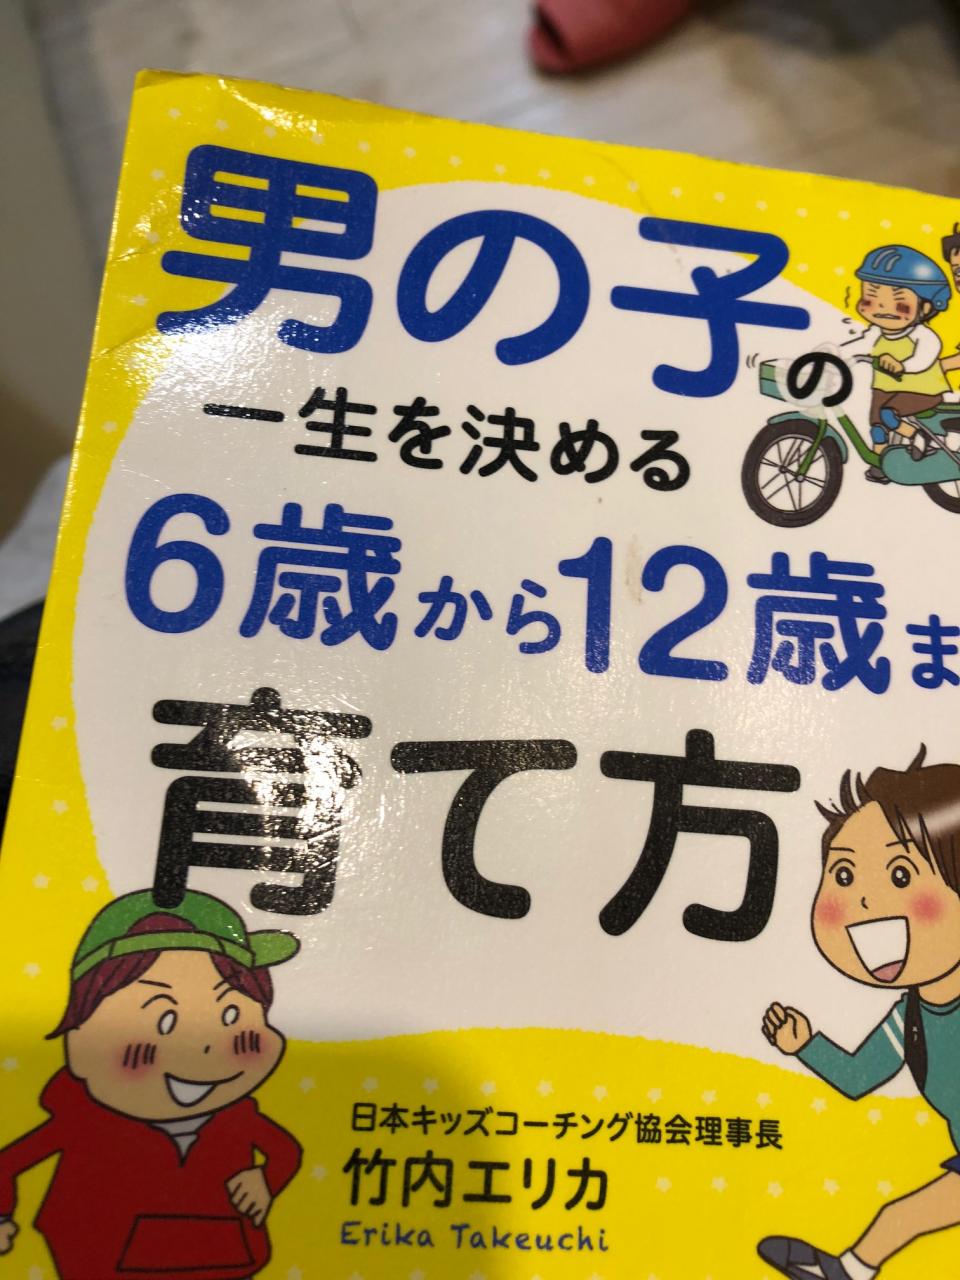 男の子の
一生を決める
6歳から12歳ま
育て方
日本キッズコーチング協会理事長
竹内エリカ
Erika Takeuchi